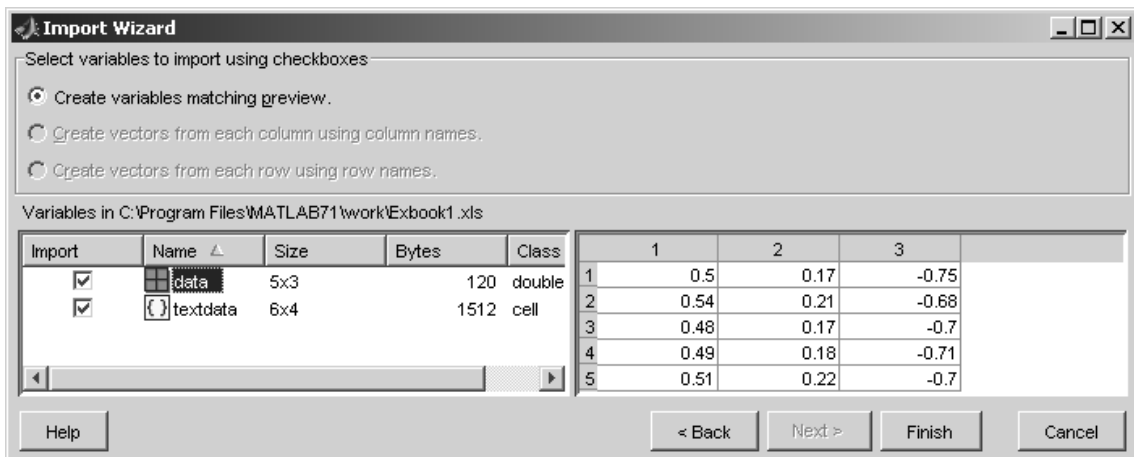 Import Wizard
Select variables to import using checkboxes
Create variables matching preview.
Create vectors from each column using column names.
Create vectors from each row using row names.
Variables in C:\Program Files\MATLAB71\work\Exbook1.xls
Import Name Size Bytes Class
data 5x3 120 double
{ } textdata 6x4 1512 cell
1 2 3
1 0.5 0.17 -0.75
2 0.54 0.21 -0.68
3 0.48 0.17 -0.7
4 0.49 0.18 -0.71
5 0.51 0.22 -0.7
Help < Back Next > Finish Cancel